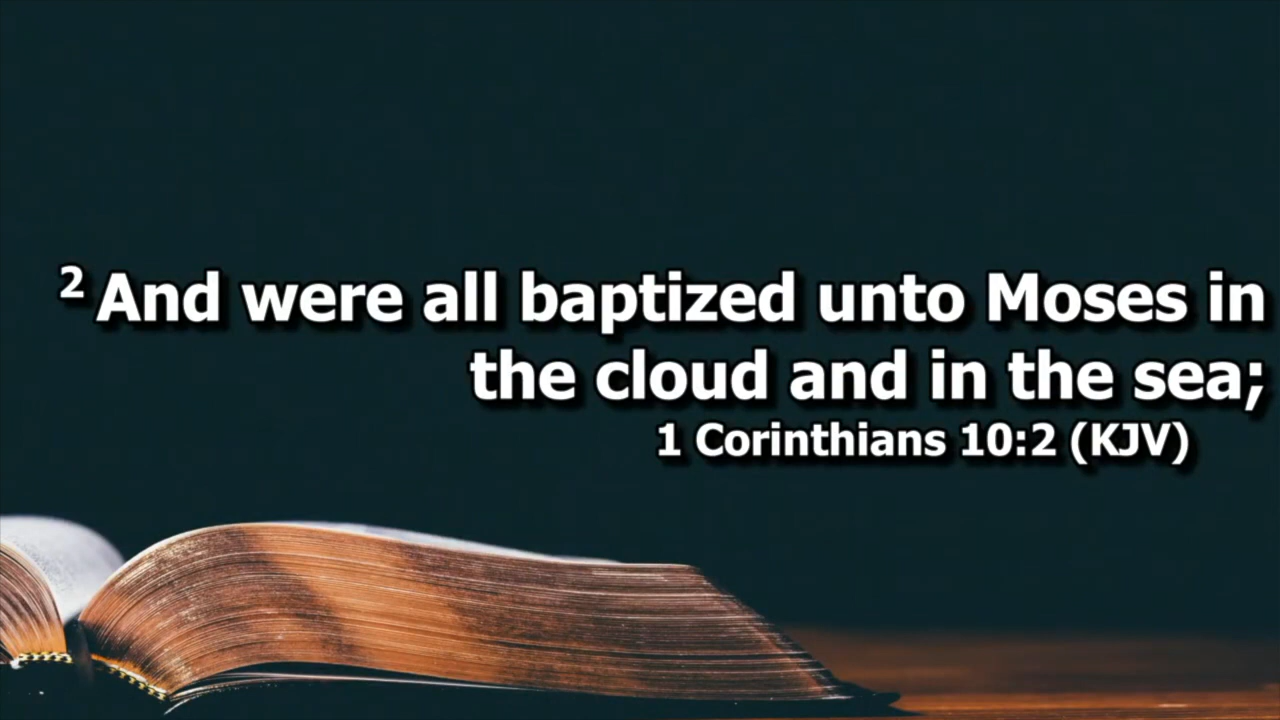 2 And were all baptized unto Moses in
the cloud and in the sea;
1 Corinthians 10:2 (KJV)